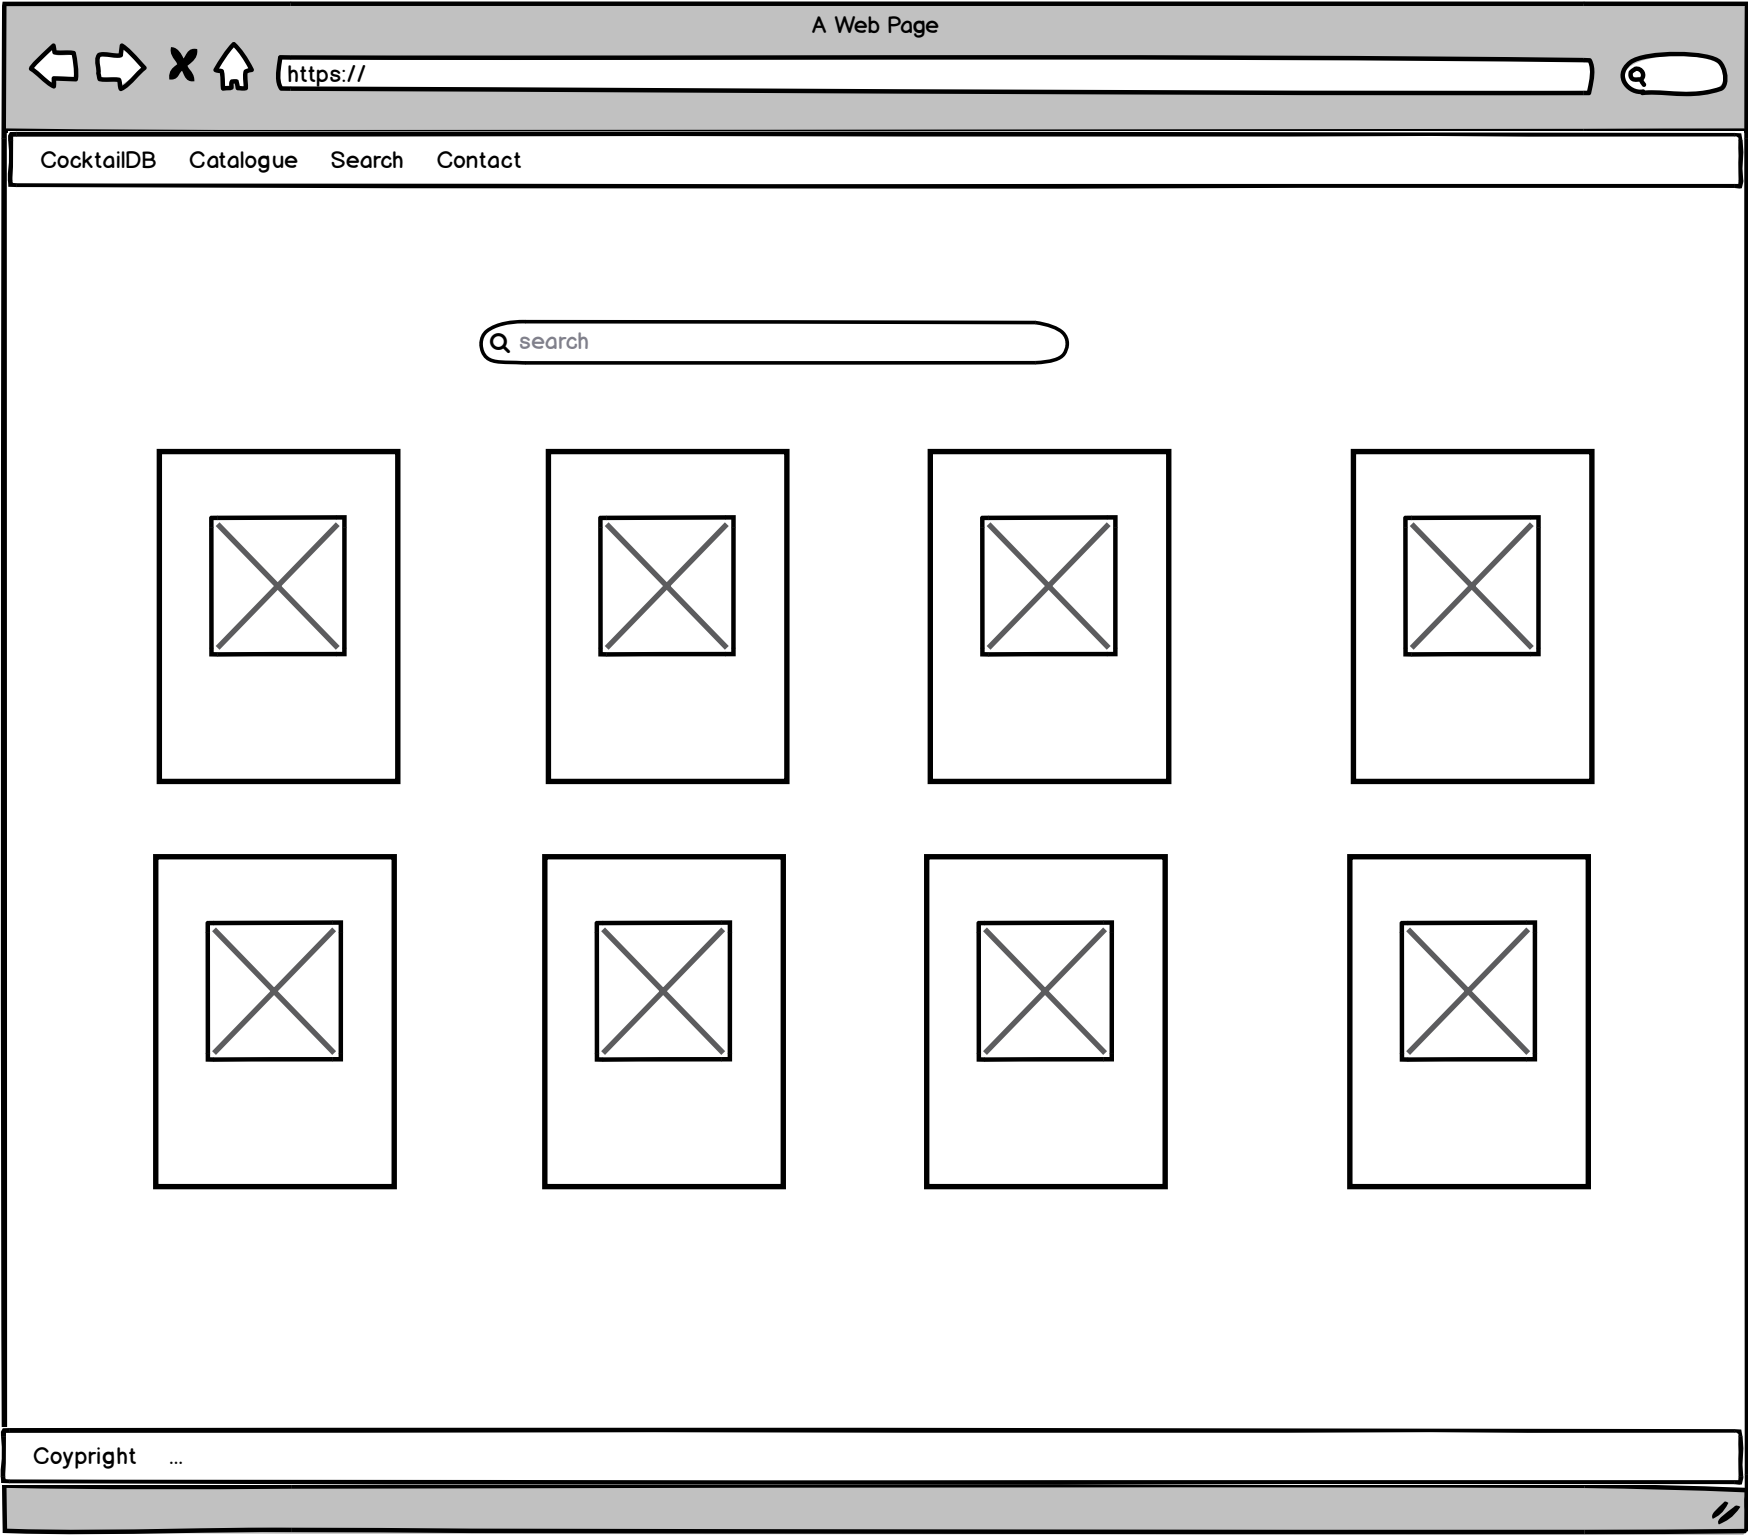 A Web Page
https://
CocktailDB Catalogue Search Contact
search
Coypright ...